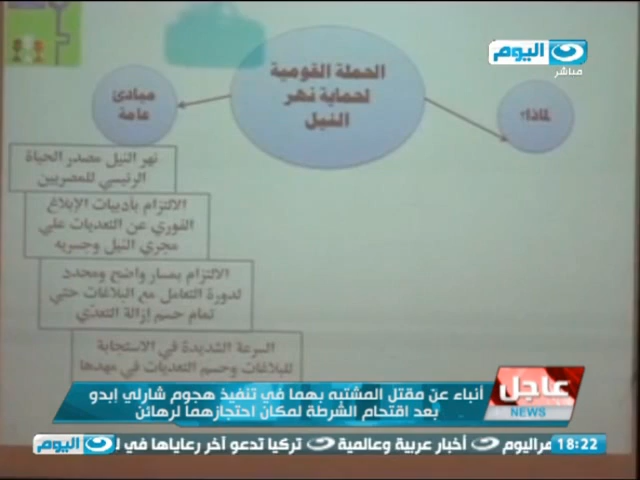 اليوم
مباشر
الحملة القومية
لحماية نهر
النيل
لماذا؟
مبادئ
عامة
نهر النيل مصدر الحياة
الرئيسي للمصريين
الالتزام بأدبيات الإبلاغ
الفوري عن التعديات علي
مجري النيل وجسريه
الالتزام بمسار واضح ومحدد
لدورة التعامل مع البلاغات حتي
تمام حسم إزالة التعدّي
السرعة الشديدة في الاستجابة
للبلاغات وحسم التعديات في مهدها
عاجل
NEWS
أنباء عن مقتل المشتبه بهما في تنفيذ هجوم شارلي إبدو
بعد اقتحام الشرطة لمكان احتجازهما لرهائن
18:22
مراليوم أخبار عربية وعالمية تركيا تدعو آخر رعاياها في ل
اليوم